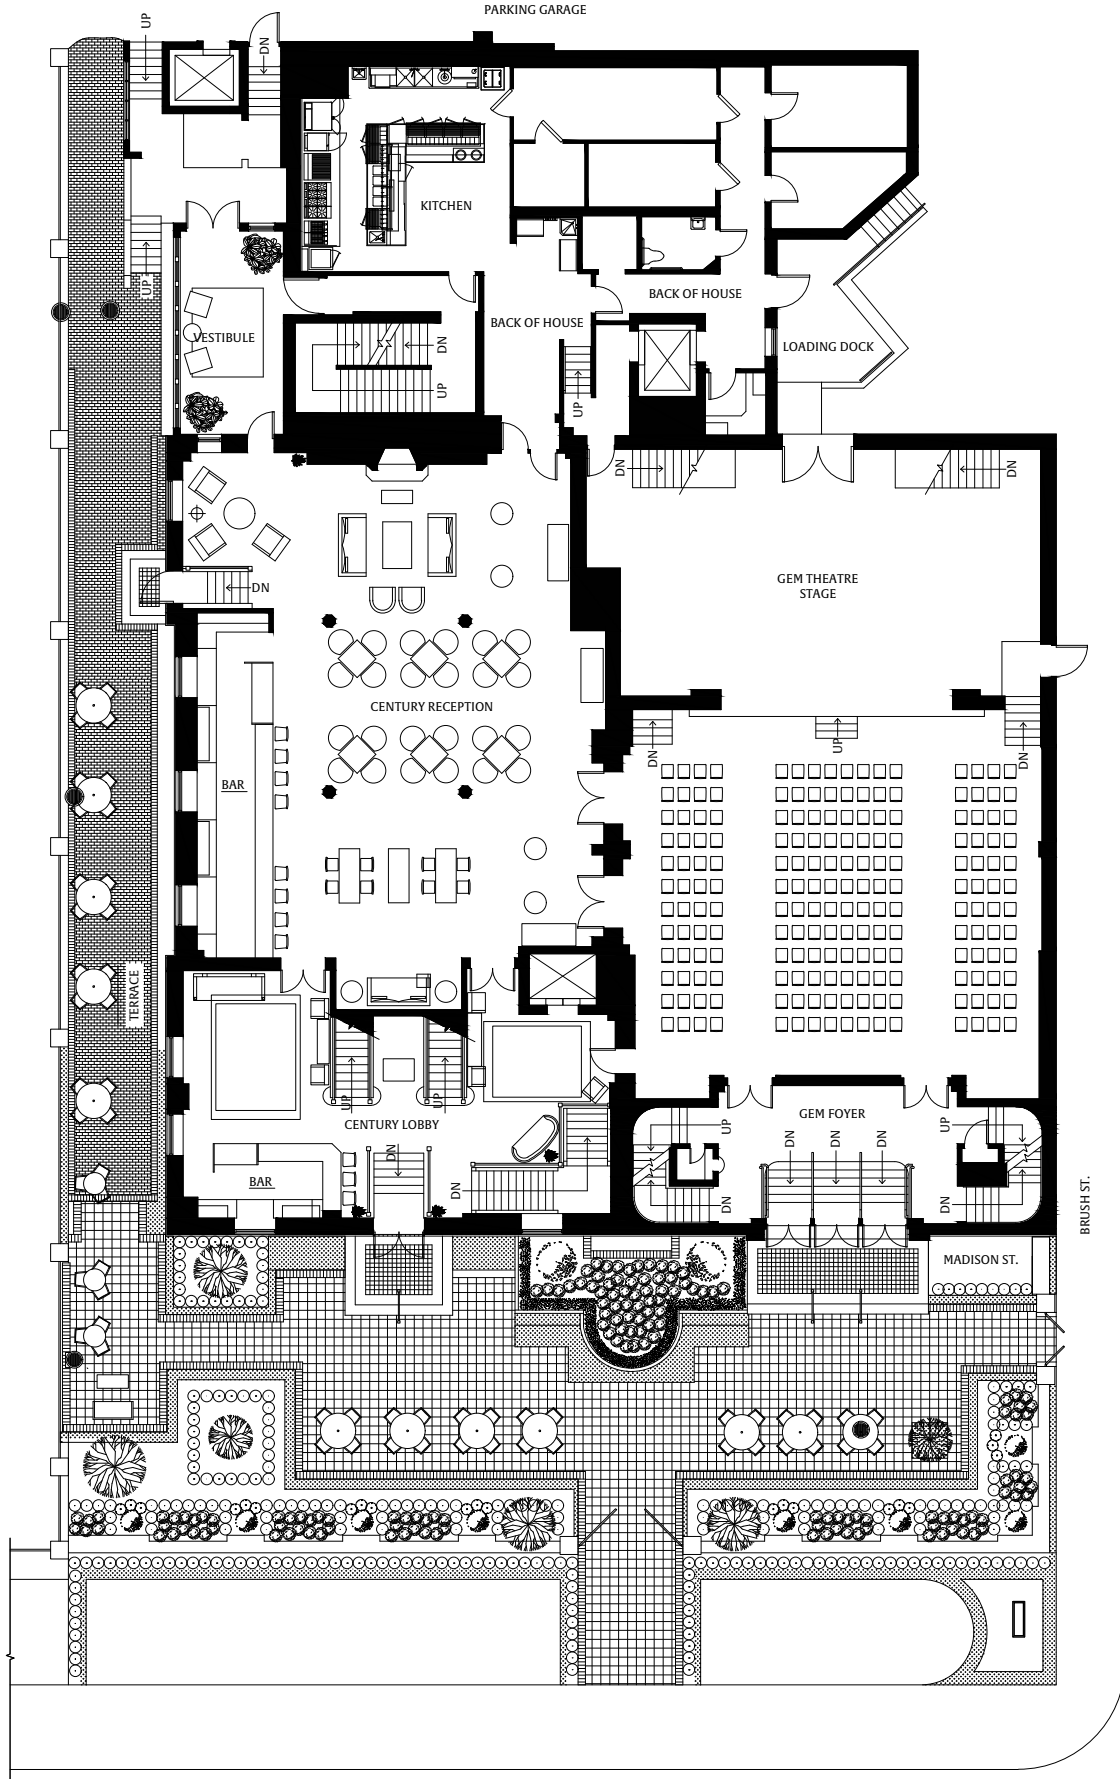 PARKING GARAGE
UP
DN
KITCHEN
UP
BACK OF HOUSE
BACK OF HOUSE
VESTIBULE
DN
LOADING DOCK
UP
UP
DN
DN
GEM THEATRE
STAGE
DN
CENTURY RECEPTION
UP
DN
DN
BAR
TERRACE
UP
UP
CENTURY LOBBY
GEM FOYER
UP
UP
DN
DN
DN
DN
BAR
DN
DN
DN
BRUSH ST.
MADISON ST.